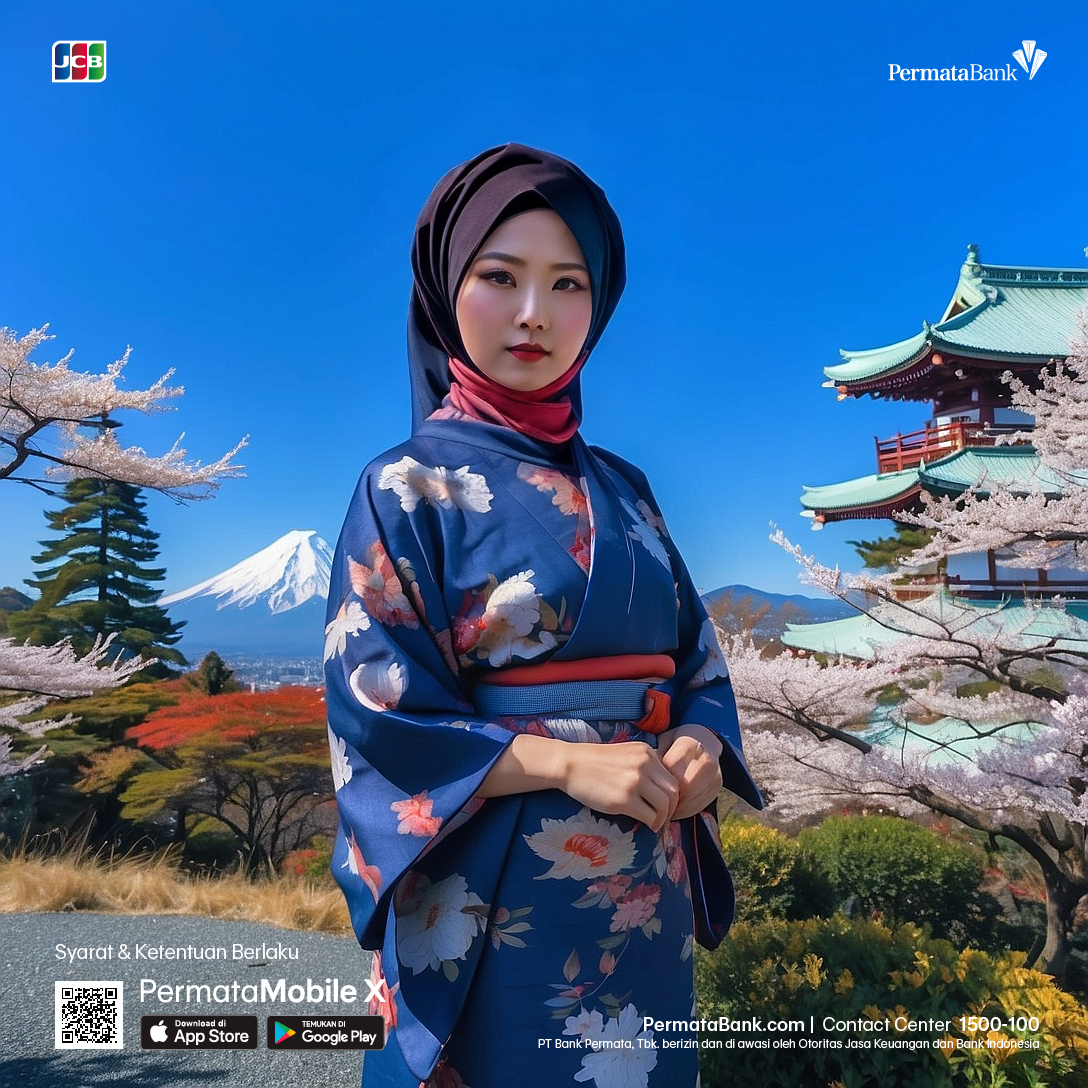 JCB
PermataBank
Syarat & Ketentuan Berlaku
PermataMobile X
Download di
App Store
TEMUKAN DI
Google Play
PermataBank.com | Contact Center 1500-100
PT Bank Permata, Tbk. berizin dan di awasi oleh Otoritas Jasa Keuangan dan Bank Indonesia